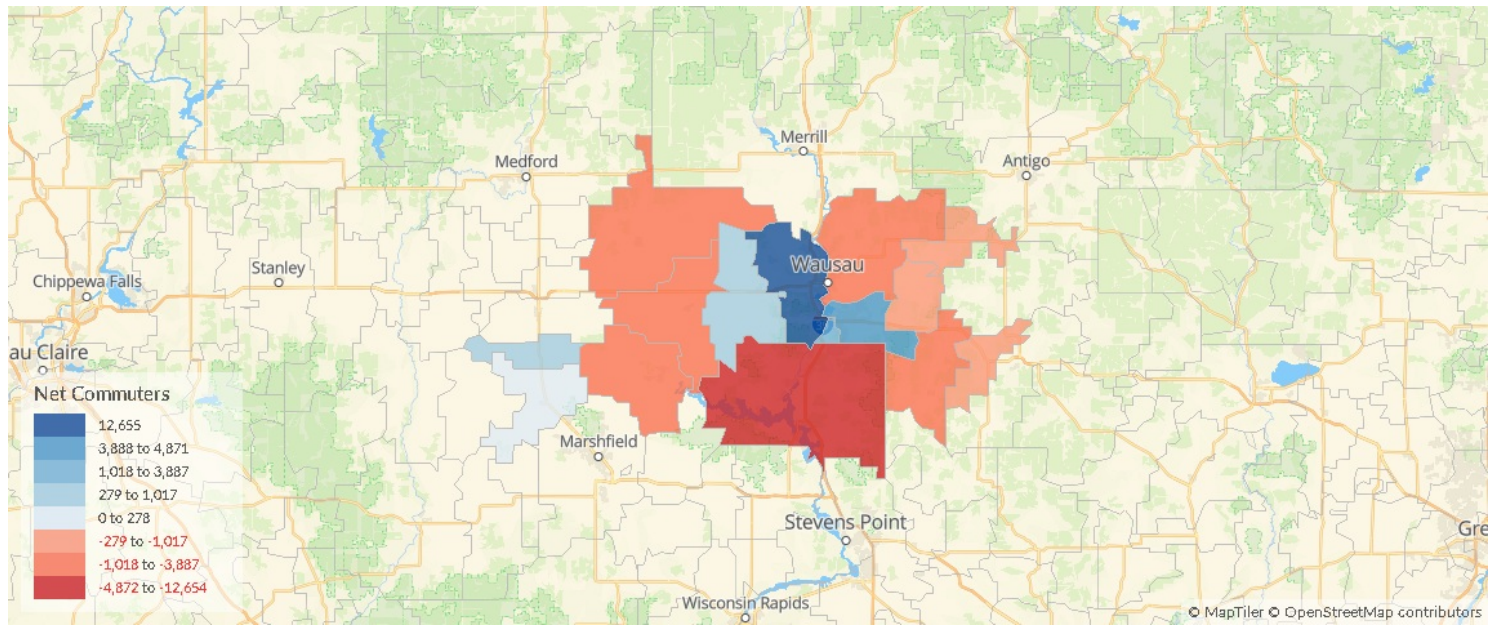 Merrill
Medford
Antigo
Wausau
Stanley
Chippewa Falls
au Claire
Net Commuters
12,655
3,888 to 4,871
1,018 to 3,887
279 to 1,017
0 to 278
-279 to -1,017
-1,018 to -3,887
-4,872 to -12,654
Marshfield
Stevens Point
Gre
Wisconsin Rapids
© MapTiler © OpenStreetMap contributors